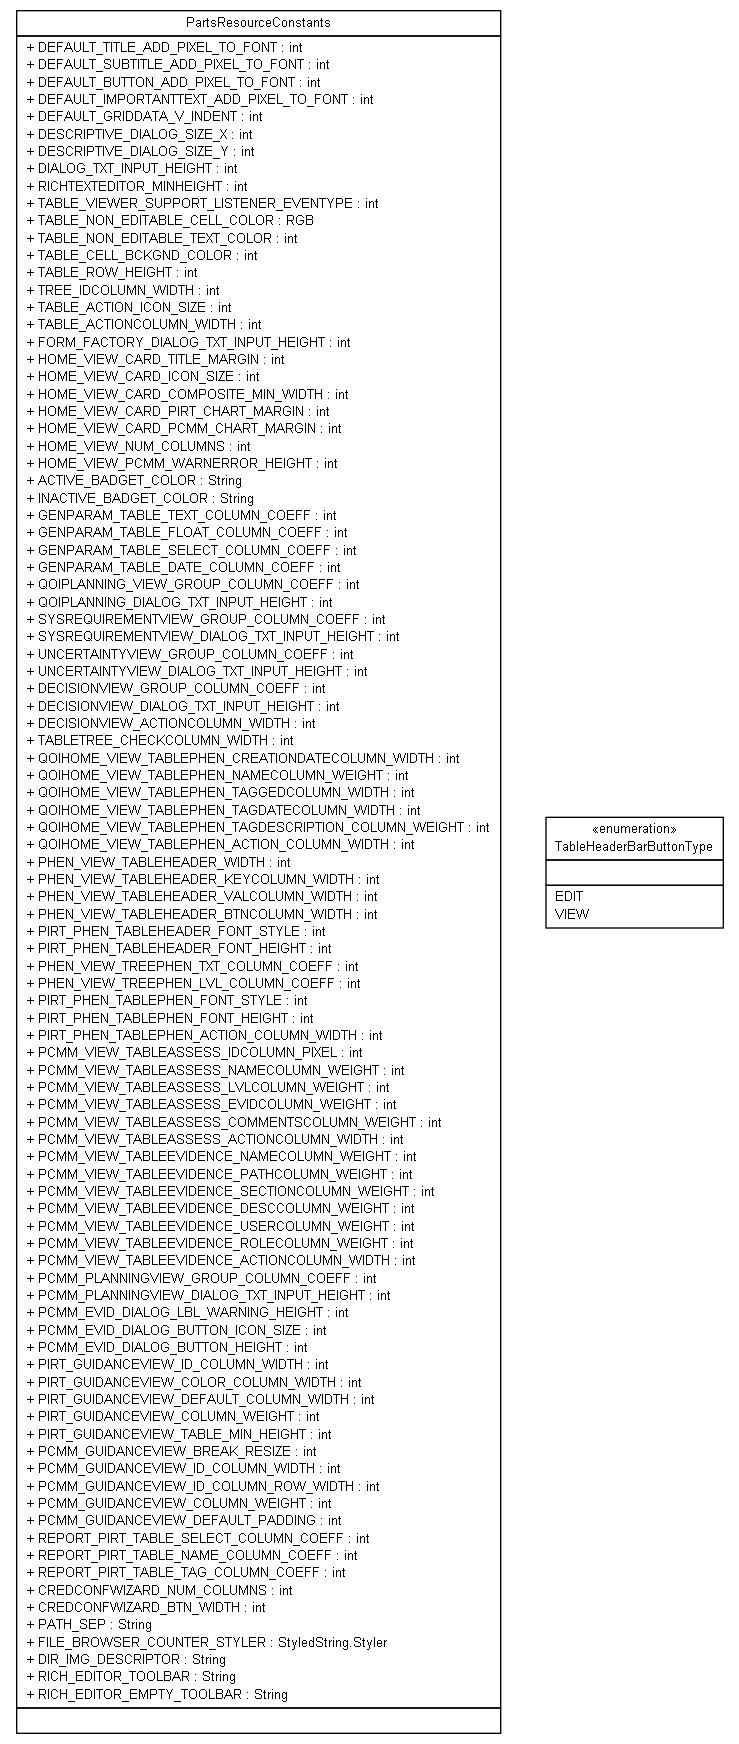 PartsResourceConstants
+ DEFAULT_TITLE_ADD_PIXEL_TO_FONT : int
+ DEFAULT_SUBTITLE_ADD_PIXEL_TO_FONT : int
+ DEFAULT_BUTTON_ADD_PIXEL_TO_FONT : int
+ DEFAULT_IMPORTANTTEXT_ADD_PIXEL_TO_FONT : int
+ DEFAULT_GRIDDATA_V_INDENT : int
+ DESCRIPTIVE_DIALOG_SIZE_X : int
+ DESCRIPTIVE_DIALOG_SIZE_Y : int
+ DIALOG_TXT_INPUT_HEIGHT : int
+ RICHTEXTEDITOR_MINHEIGHT : int
+ TABLE_VIEWER_SUPPORT_LISTENER_EVENTYPE : int
+ TABLE_NON_EDITABLE_CELL_COLOR : RGB
+ TABLE_NON_EDITABLE_TEXT_COLOR : int
+ TABLE_CELL_BCKGND_COLOR : int
+ TABLE_ROW_HEIGHT : int
+ TREE_IDCOLUMN_WIDTH : int
+ TABLE_ACTION_ICON_SIZE : int
+ TABLE_ACTIONCOLUMN_WIDTH : int
+ FORM_FACTORY_DIALOG_TXT_INPUT_HEIGHT : int
+ HOME_VIEW_CARD_TITLE_MARGIN : int
+ HOME_VIEW_CARD_ICON_SIZE : int
+ HOME_VIEW_CARD_COMPOSITE_MIN_WIDTH : int
+ HOME_VIEW_CARD_PIRT_CHART_MARGIN : int
+ HOME_VIEW_CARD_PCMM_CHART_MARGIN : int
+ HOME_VIEW_NUM_COLUMNS : int
+ HOME_VIEW_PCMM_WARNERROR_HEIGHT : int
+ ACTIVE_BADGET_COLOR : String
+ INACTIVE_BADGET_COLOR : String
+ GENPARAM_TABLE_TEXT_COLUMN_COEFF : int
+ GENPARAM_TABLE_FLOAT_COLUMN_COEFF : int
+ GENPARAM_TABLE_SELECT_COLUMN_COEFF : int
+ GENPARAM_TABLE_DATE_COLUMN_COEFF : int
+ QOIPLANNING_VIEW_GROUP_COLUMN_COEFF : int
+ QOIPLANNING_DIALOG_TXT_INPUT_HEIGHT : int
+ SYSREQUIREMENTVIEW_GROUP_COLUMN_COEFF : int
+ SYSREQUIREMENTVIEW_DIALOG_TXT_INPUT_HEIGHT : int
+ UNCERTAINTYVIEW_GROUP_COLUMN_COEFF : int
+ UNCERTAINTYVIEW_DIALOG_TXT_INPUT_HEIGHT : int
+ DECISIONVIEW_GROUP_COLUMN_COEFF : int
+ DECISIONVIEW_DIALOG_TXT_INPUT_HEIGHT : int
+ DECISIONVIEW_ACTIONCOLUMN_WIDTH : int
+ TABLETREE_CHECKCOLUMN_WIDTH : int
+ QOIHOME_VIEW_TABLEPHEN_CREATIONDATECOLUMN_WIDTH : int
+ QOIHOME_VIEW_TABLEPHEN_NAMECOLUMN_WEIGHT : int
+ QOIHOME_VIEW_TABLEPHEN_TAGGEDCOLUMN_WIDTH : int
+ QOIHOME_VIEW_TABLEPHEN_TAGDATECOLUMN_WIDTH : int
+ QOIHOME_VIEW_TABLEPHEN_TAGDESCRIPTION_COLUMN_WEIGHT : int
+ QOIHOME_VIEW_TABLEPHEN_ACTION_COLUMN_WIDTH : int
+ PHEN_VIEW_TABLEHEADER_WIDTH : int
+ PHEN_VIEW_TABLEHEADER_KEYCOLUMN_WIDTH : int
+ PHEN_VIEW_TABLEHEADER_VALCOLUMN_WIDTH : int
+ PHEN_VIEW_TABLEHEADER_BTNCOLUMN_WIDTH : int
+ PIRT_PHEN_TABLEHEADER_FONT_STYLE : int
+ PIRT_PHEN_TABLEHEADER_FONT_HEIGHT : int
+ PHEN_VIEW_TREEPHEN_TXT_COLUMN_COEFF : int
+ PHEN_VIEW_TREEPHEN_LVL_COLUMN_COEFF : int
+ PIRT_PHEN_TABLEPHEN_FONT_STYLE : int
+ PIRT_PHEN_TABLEPHEN_FONT_HEIGHT : int
+ PIRT_PHEN_TABLEPHEN_ACTION_COLUMN_WIDTH : int
+ PCMM_VIEW_TABLEASSESS_IDCOLUMN_PIXEL : int
+ PCMM_VIEW_TABLEASSESS_NAMECOLUMN_WEIGHT : int
+ PCMM_VIEW_TABLEASSESS_LVLCOLUMN_WEIGHT : int
+ PCMM_VIEW_TABLEASSESS_EVIDCOLUMN_WEIGHT : int
+ PCMM_VIEW_TABLEASSESS_COMMENTSCOLUMN_WEIGHT : int
+ PCMM_VIEW_TABLEASSESS_ACTIONCOLUMN_WIDTH : int
+ PCMM_VIEW_TABLEEVIDENCE_NAMECOLUMN_WEIGHT : int
+ PCMM_VIEW_TABLEEVIDENCE_PATHCOLUMN_WEIGHT : int
+ PCMM_VIEW_TABLEEVIDENCE_SECTIONCOLUMN_WEIGHT : int
+ PCMM_VIEW_TABLEEVIDENCE_DESCCOLUMN_WEIGHT : int
+ PCMM_VIEW_TABLEEVIDENCE_USERCOLUMN_WEIGHT : int
+ PCMM_VIEW_TABLEEVIDENCE_ROLECOLUMN_WEIGHT : int
+ PCMM_VIEW_TABLEEVIDENCE_ACTIONCOLUMN_WIDTH : int
+ PCMM_PLANNINGVIEW_GROUP_COLUMN_COEFF : int
+ PCMM_PLANNINGVIEW_DIALOG_TXT_INPUT_HEIGHT : int
+ PCMM_EVID_DIALOG_LBL_WARNING_HEIGHT : int
+ PCMM_EVID_DIALOG_BUTTON_ICON_SIZE : int
+ PCMM_EVID_DIALOG_BUTTON_HEIGHT : int
+ PIRT_GUIDANCEVIEW_ID_COLUMN_WIDTH : int
+ PIRT_GUIDANCEVIEW_COLOR_COLUMN_WIDTH : int
+ PIRT_GUIDANCEVIEW_DEFAULT_COLUMN_WIDTH : int
+ PIRT_GUIDANCEVIEW_COLUMN_WEIGHT : int
+ PIRT_GUIDANCEVIEW_TABLE_MIN_HEIGHT : int
+ PCMM_GUIDANCEVIEW_BREAK_RESIZE : int
+ PCMM_GUIDANCEVIEW_ID_COLUMN_WIDTH : int
+ PCMM_GUIDANCEVIEW_ID_COLUMN_ROW_WIDTH : int
+ PCMM_GUIDANCEVIEW_COLUMN_WEIGHT : int
+ PCMM_GUIDANCEVIEW_DEFAULT_PADDING : int
+ REPORT_PIRT_TABLE_SELECT_COLUMN_COEFF : int
+ REPORT_PIRT_TABLE_NAME_COLUMN_COEFF : int
+ REPORT_PIRT_TABLE_TAG_COLUMN_COEFF : int
+ CREDCONFWIZARD_NUM_COLUMNS : int
+ CREDCONFWIZARD_BTN_WIDTH : int
+ PATH_SEP : String
+ FILE_BROWSER_COUNTER_STYLER : StyledString.Styler
+ DIR_IMG_DESCRIPTOR : String
+ RICH_EDITOR_TOOLBAR : String
+ RICH_EDITOR_EMPTY_TOOLBAR : String
«enumeration»
TableHeaderBarButtonType
EDIT
VIEW